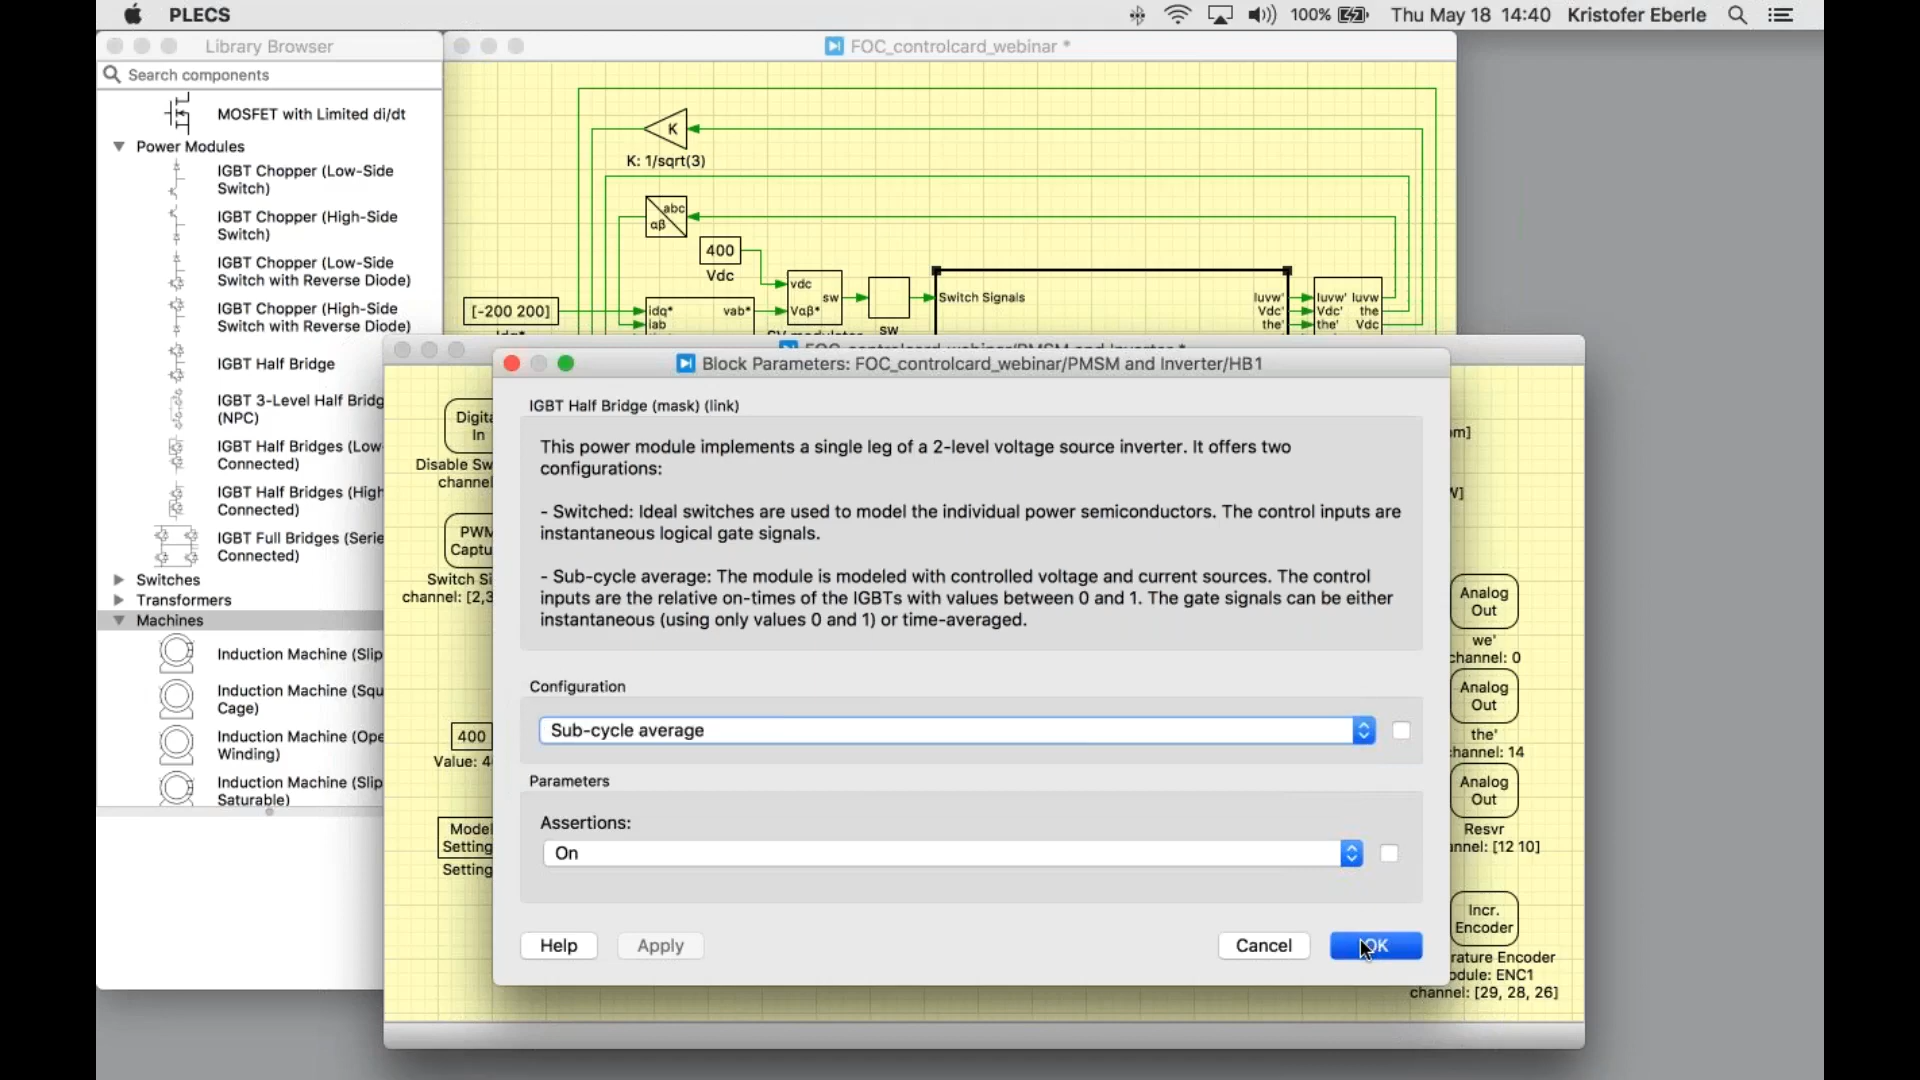 PLECS
100%
Thu May 18 14:40
Kristofer Eberle
Library Browser
Search components
MOSFET with Limited di/dt
Power Modules
IGBT Chopper (Low-Side
Switch)
IGBT Chopper (High-Side
Switch)
IGBT Chopper (Low-Side
Switch with Reverse Diode)
IGBT Chopper (High-Side
Switch with Reverse Diode)
IGBT Half Bridge
IGBT 3-Level Half Bridg
(NPC)
IGBT Half Bridges (Low-
Connected)
IGBT Half Bridges (High
Connected)
IGBT Full Bridges (Serie
Connected)
Switches
Transformers
Machines
Induction Machine (Slip
Induction Machine (Squ
Cage)
Induction Machine (Ope
Winding)
Induction Machine (Slip
Saturable)
FOC_controlcard_webinar *
K
K: 1/sqrt(3)
abc
αβ
400
Vdc
[-200 200]
idq*
iab
vab*
vdc
sw
Vαβ*
sw
Switch Signals
Iuvw'
Vdc'
the'
Iuvw' Iuvw
Vdc' the
the' Vdc
Digita
In
Disable Sw
channel
PWM
Captu
Switch Si
channel: [2,3
400
Value: 4
Model
Setting
Setting
Block Parameters: FOC_controlcard_webinar/PMSM and Inverter/HB1
IGBT Half Bridge (mask) (link)
This power module implements a single leg of a 2-level voltage source inverter. It offers two
configurations:
- Switched: Ideal switches are used to model the individual power semiconductors. The control inputs are
instantaneous logical gate signals.
- Sub-cycle average: The module is modeled with controlled voltage and current sources. The control
inputs are the relative on-times of the IGBTs with values between 0 and 1. The gate signals can be either
instantaneous (using only values 0 and 1) or time-averaged.
Configuration
Sub-cycle average
Parameters
Assertions:
On
Help
Apply
Cancel
OK
m]
Analog
Out
we'
channel: 0
Analog
Out
the'
hannel: 14
Analog
Out
Resvr
annel: [12 10]
Incr.
Encoder
rature Encoder
odule: ENC1
channel: [29, 28, 26]